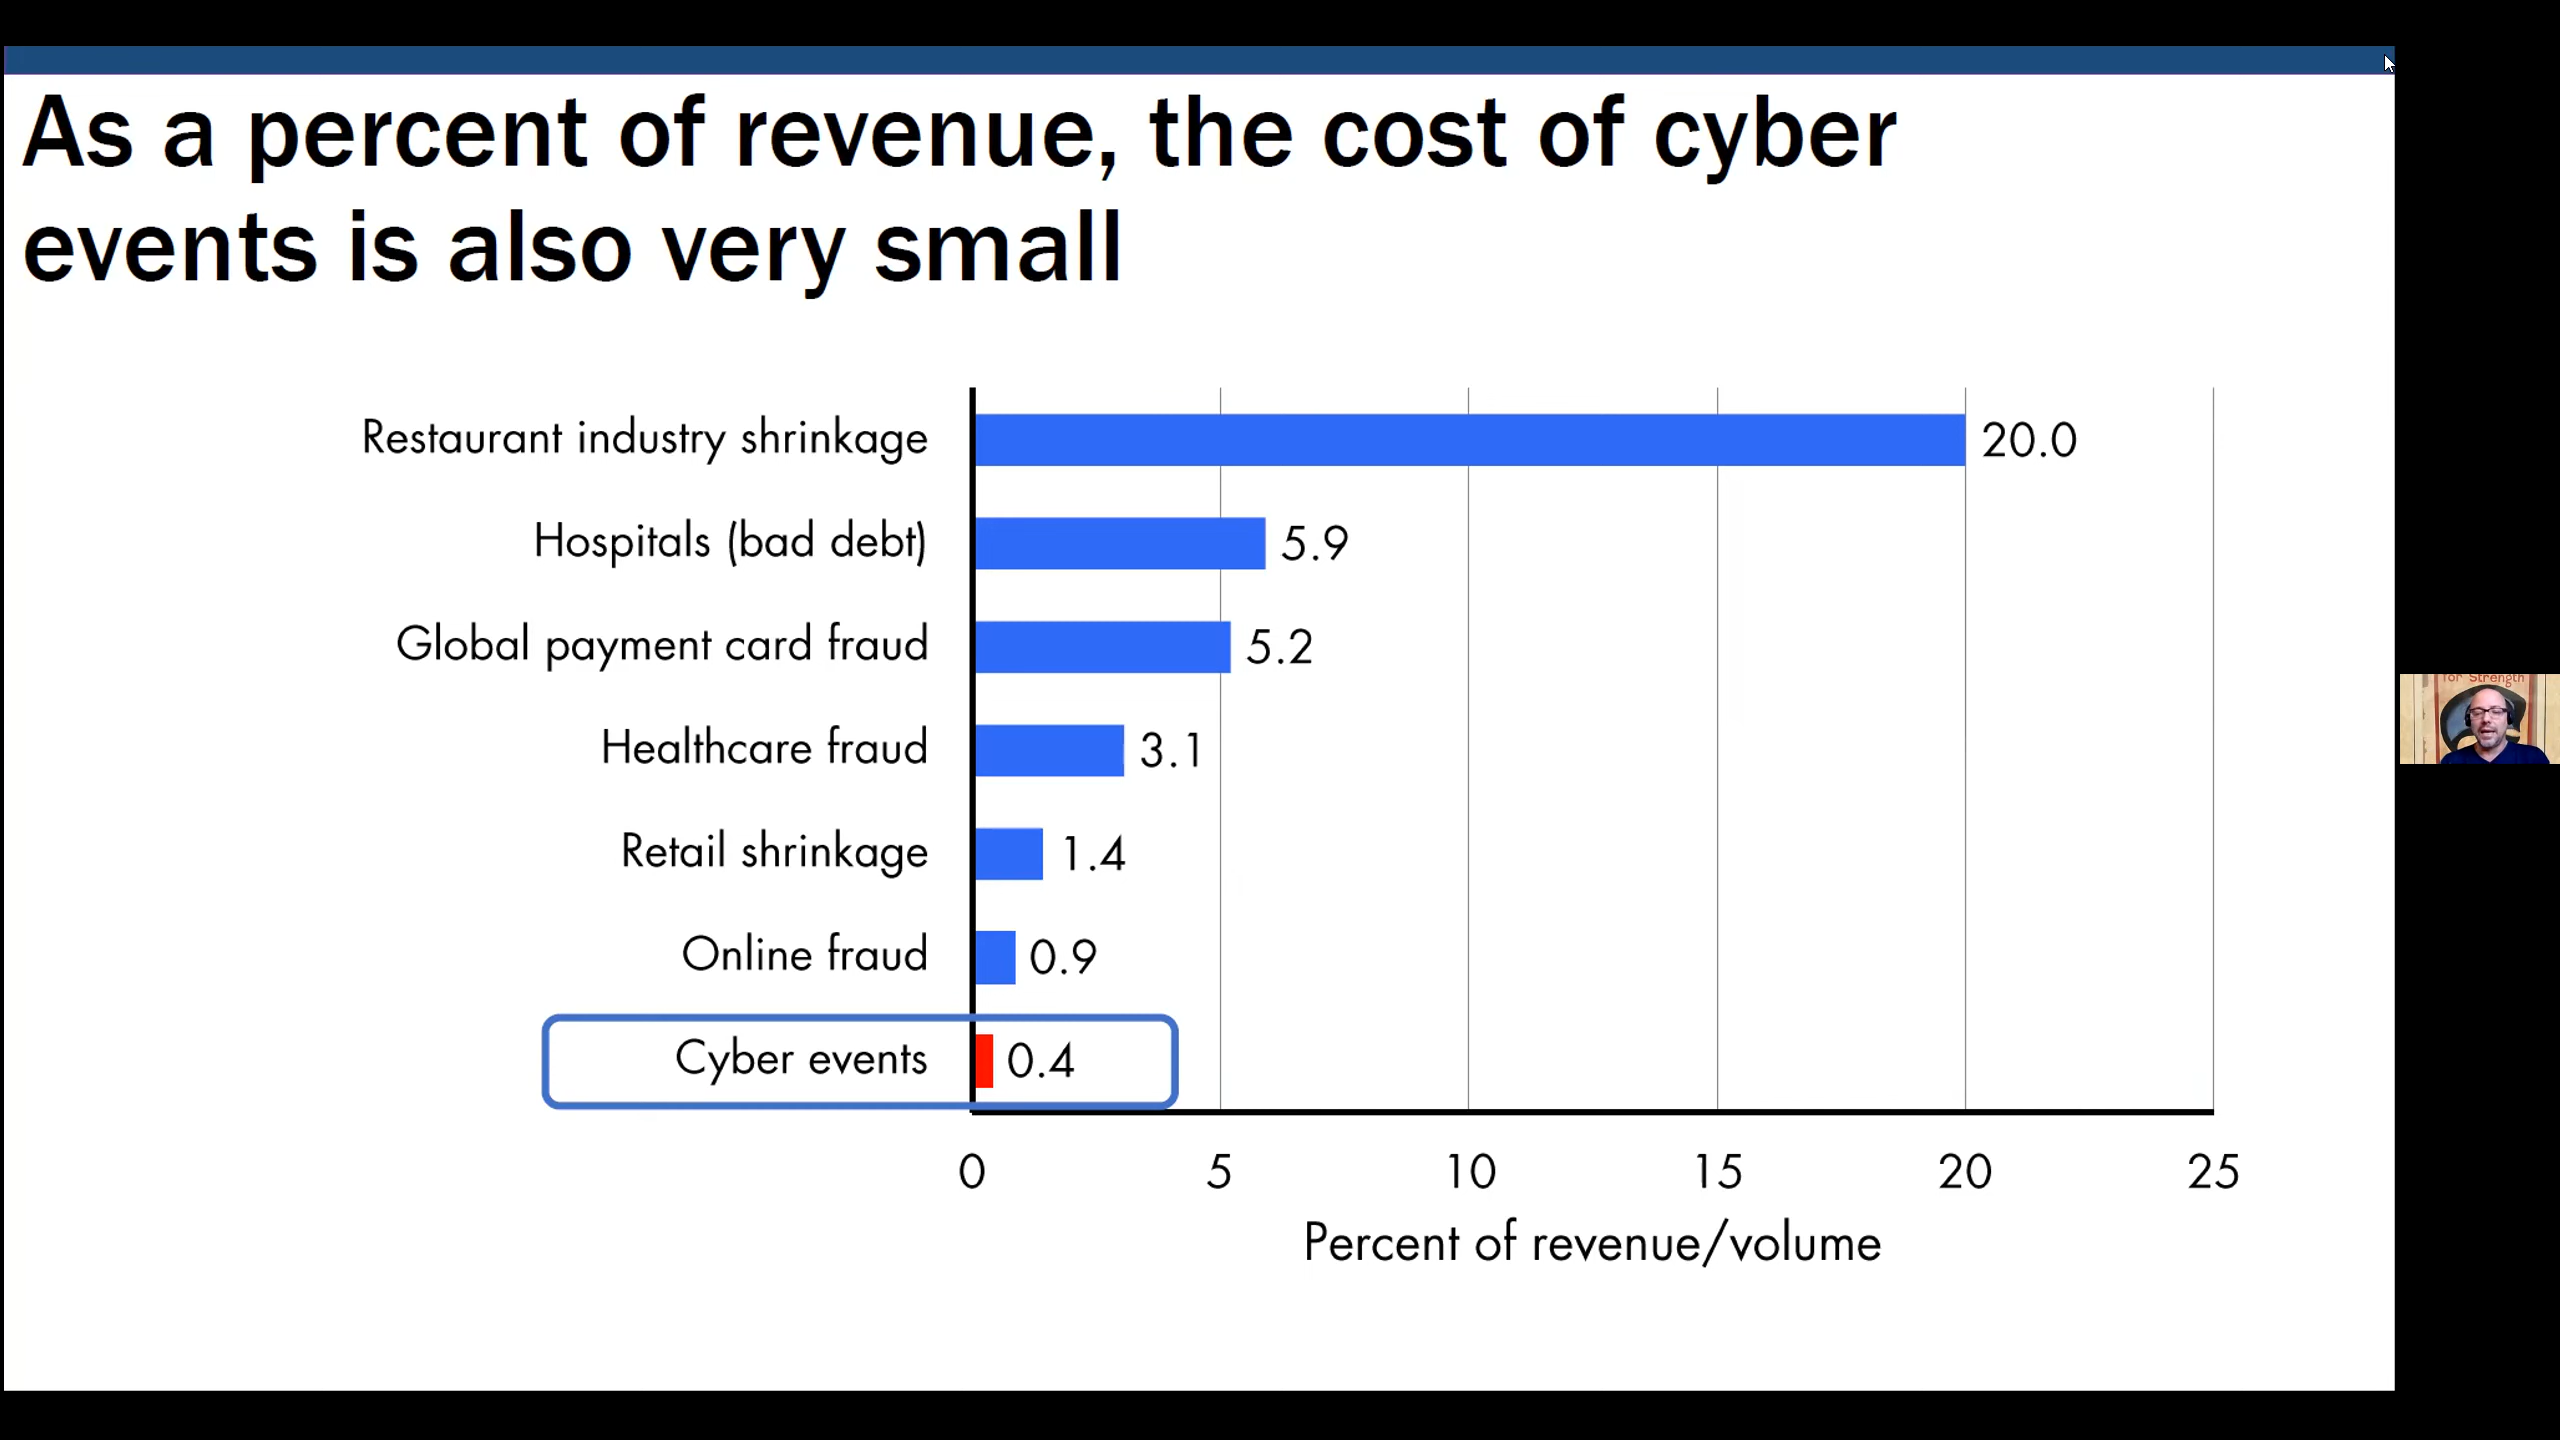 As a percent of revenue, the cost of cyber
events is also very small
Restaurant industry shrinkage 20.0
Hospitals (bad debt) 5.9
Global payment card fraud 5.2
Healthcare fraud 3.1
Retail shrinkage 1.4
Online fraud 0.9
Cyber events 0.4
0 5 10 15 20 25
Percent of revenue/volume
for Strength